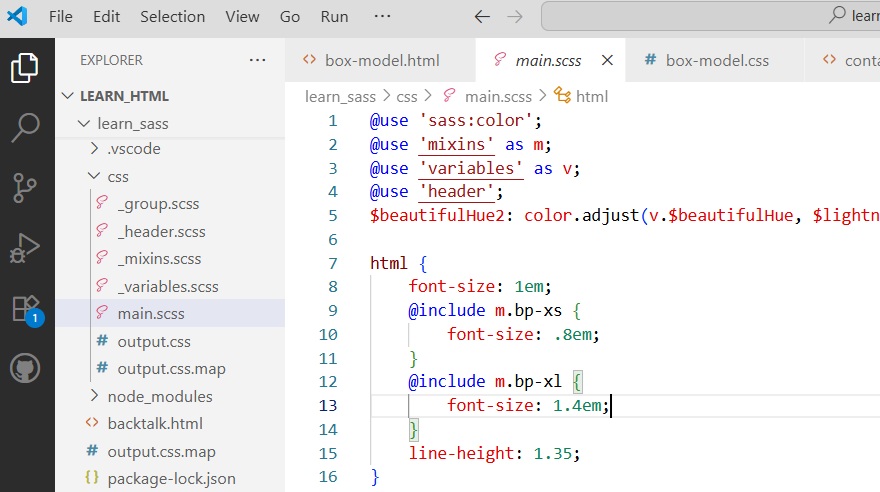 File Edit Selection View Go Run ··· learn
EXPLORER ···
LEARN_HTML
learn_sass
.vscode
css
_group.scss
_header.scss
_mixins.scss
_variables.scss
main.scss
output.css
output.css.map
node_modules
backtalk.html
output.css.map
package-lock.json
1
box-model.html main.scss box-model.css conta
learn_sass > css > main.scss > html
1 @use 'sass:color';
2 @use 'mixins' as m;
3 @use 'variables' as v;
4 @use 'header';
5 $beautifulHue2: color.adjust(v.$beautifulHue, $lightn
6
7 html {
8 font-size: 1em;
9 @include m.bp-xs {
10 font-size: .8em;
11 }
12 @include m.bp-xl {
13 font-size: 1.4em;
14 }
15 line-height: 1.35;
16 }